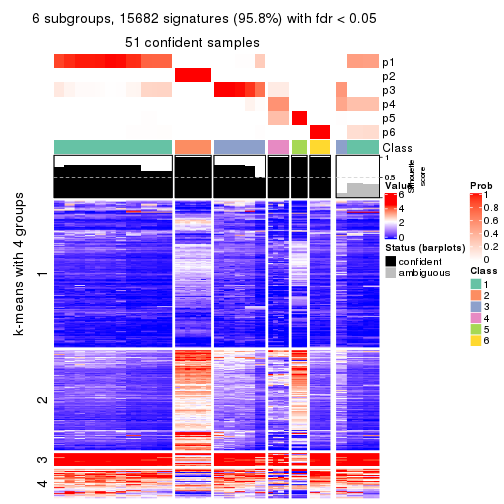 6 subgroups, 15682 signatures (95.8%) with fdr < 0.05
51 confident samples
p1
p2
p3
p4
p5
p6
Class
1
0.5
0
Silhouette
score
k-means with 4 groups
1
2
3
4
Value
6
4
2
0
Status (barplots)
confident
ambiguous
Prob
1
0.8
0.6
0.4
0.2
0
Class
1
2
3
4
5
6